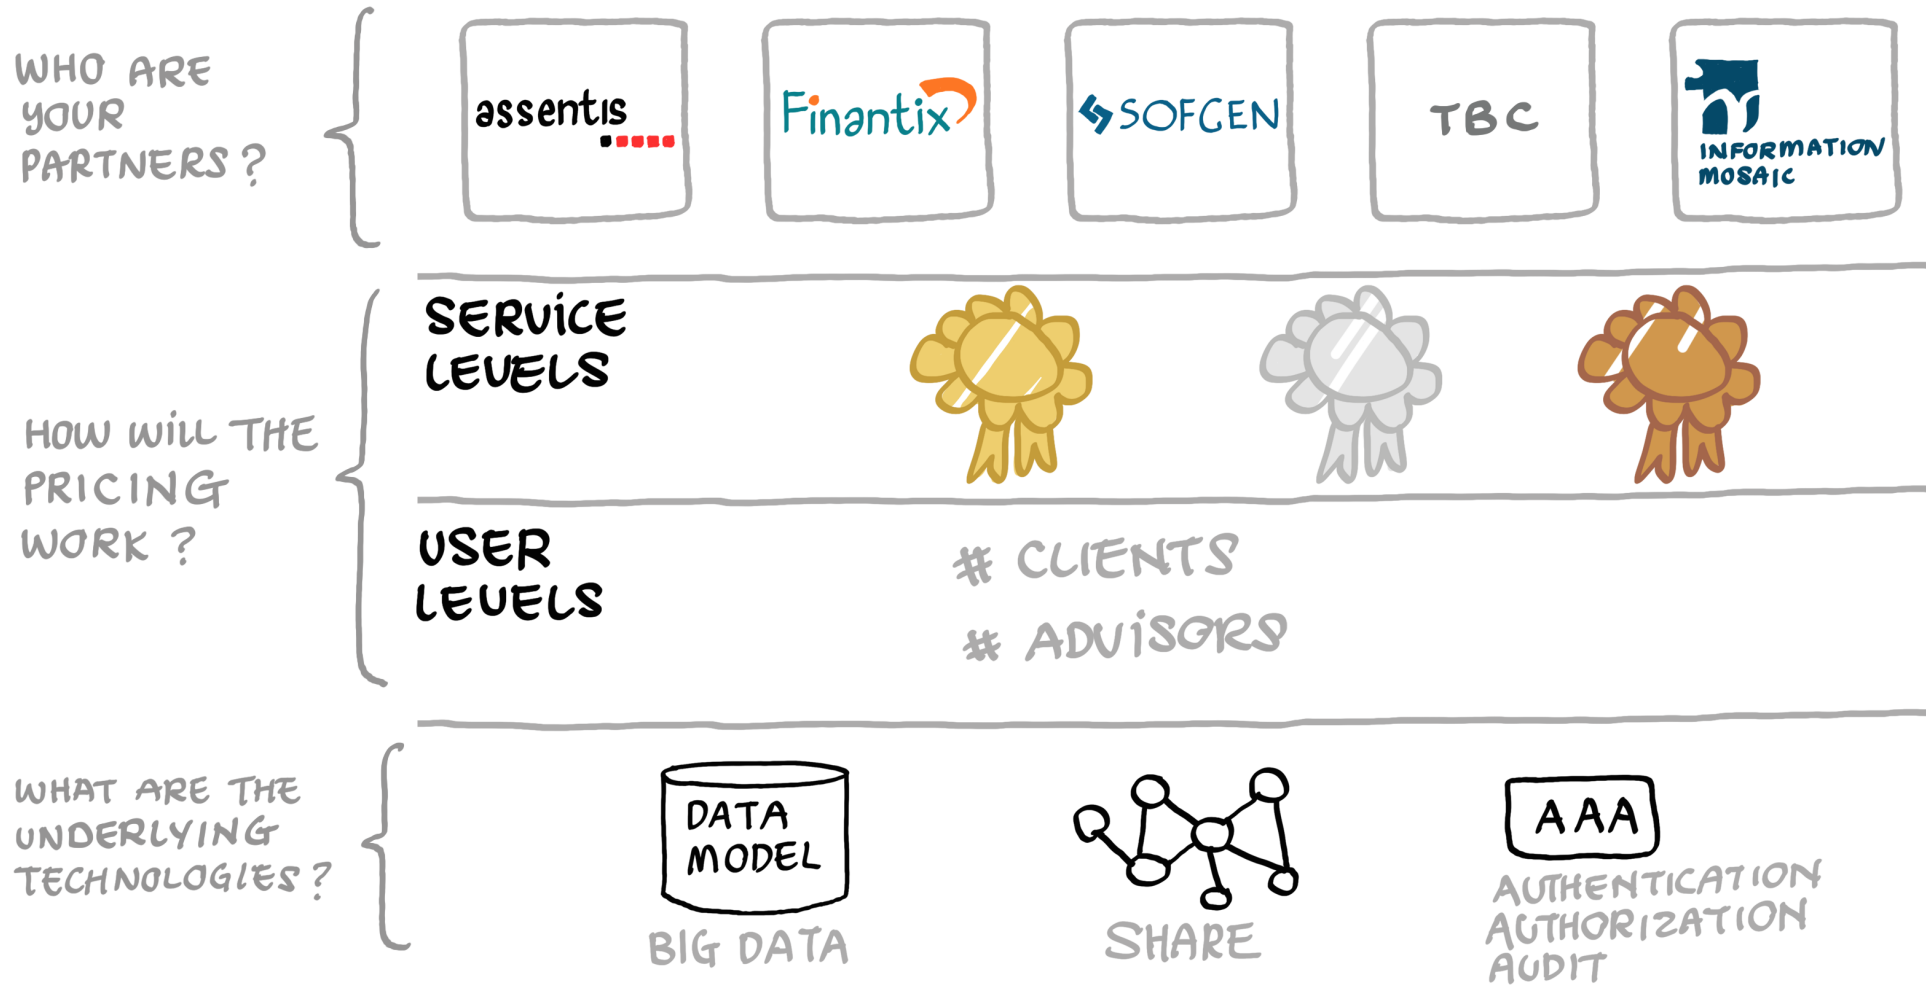 WHO ARE
YOUR
PARTNERS?
assentis
Finantix
SOFGEN
TBC
INFORMATION
MOSAIC
HOW WILL THE
PRICING
WORK?
SERVICE
LEVELS
USER
LEVELS
# CLIENTS
# ADVISORS
WHAT ARE THE
UNDERLYING
TECHNOLOGIES?
DATA
MODEL
BIG DATA
SHARE
AAA
AUTHENTICATION
AUTHORIZATION
AUDIT